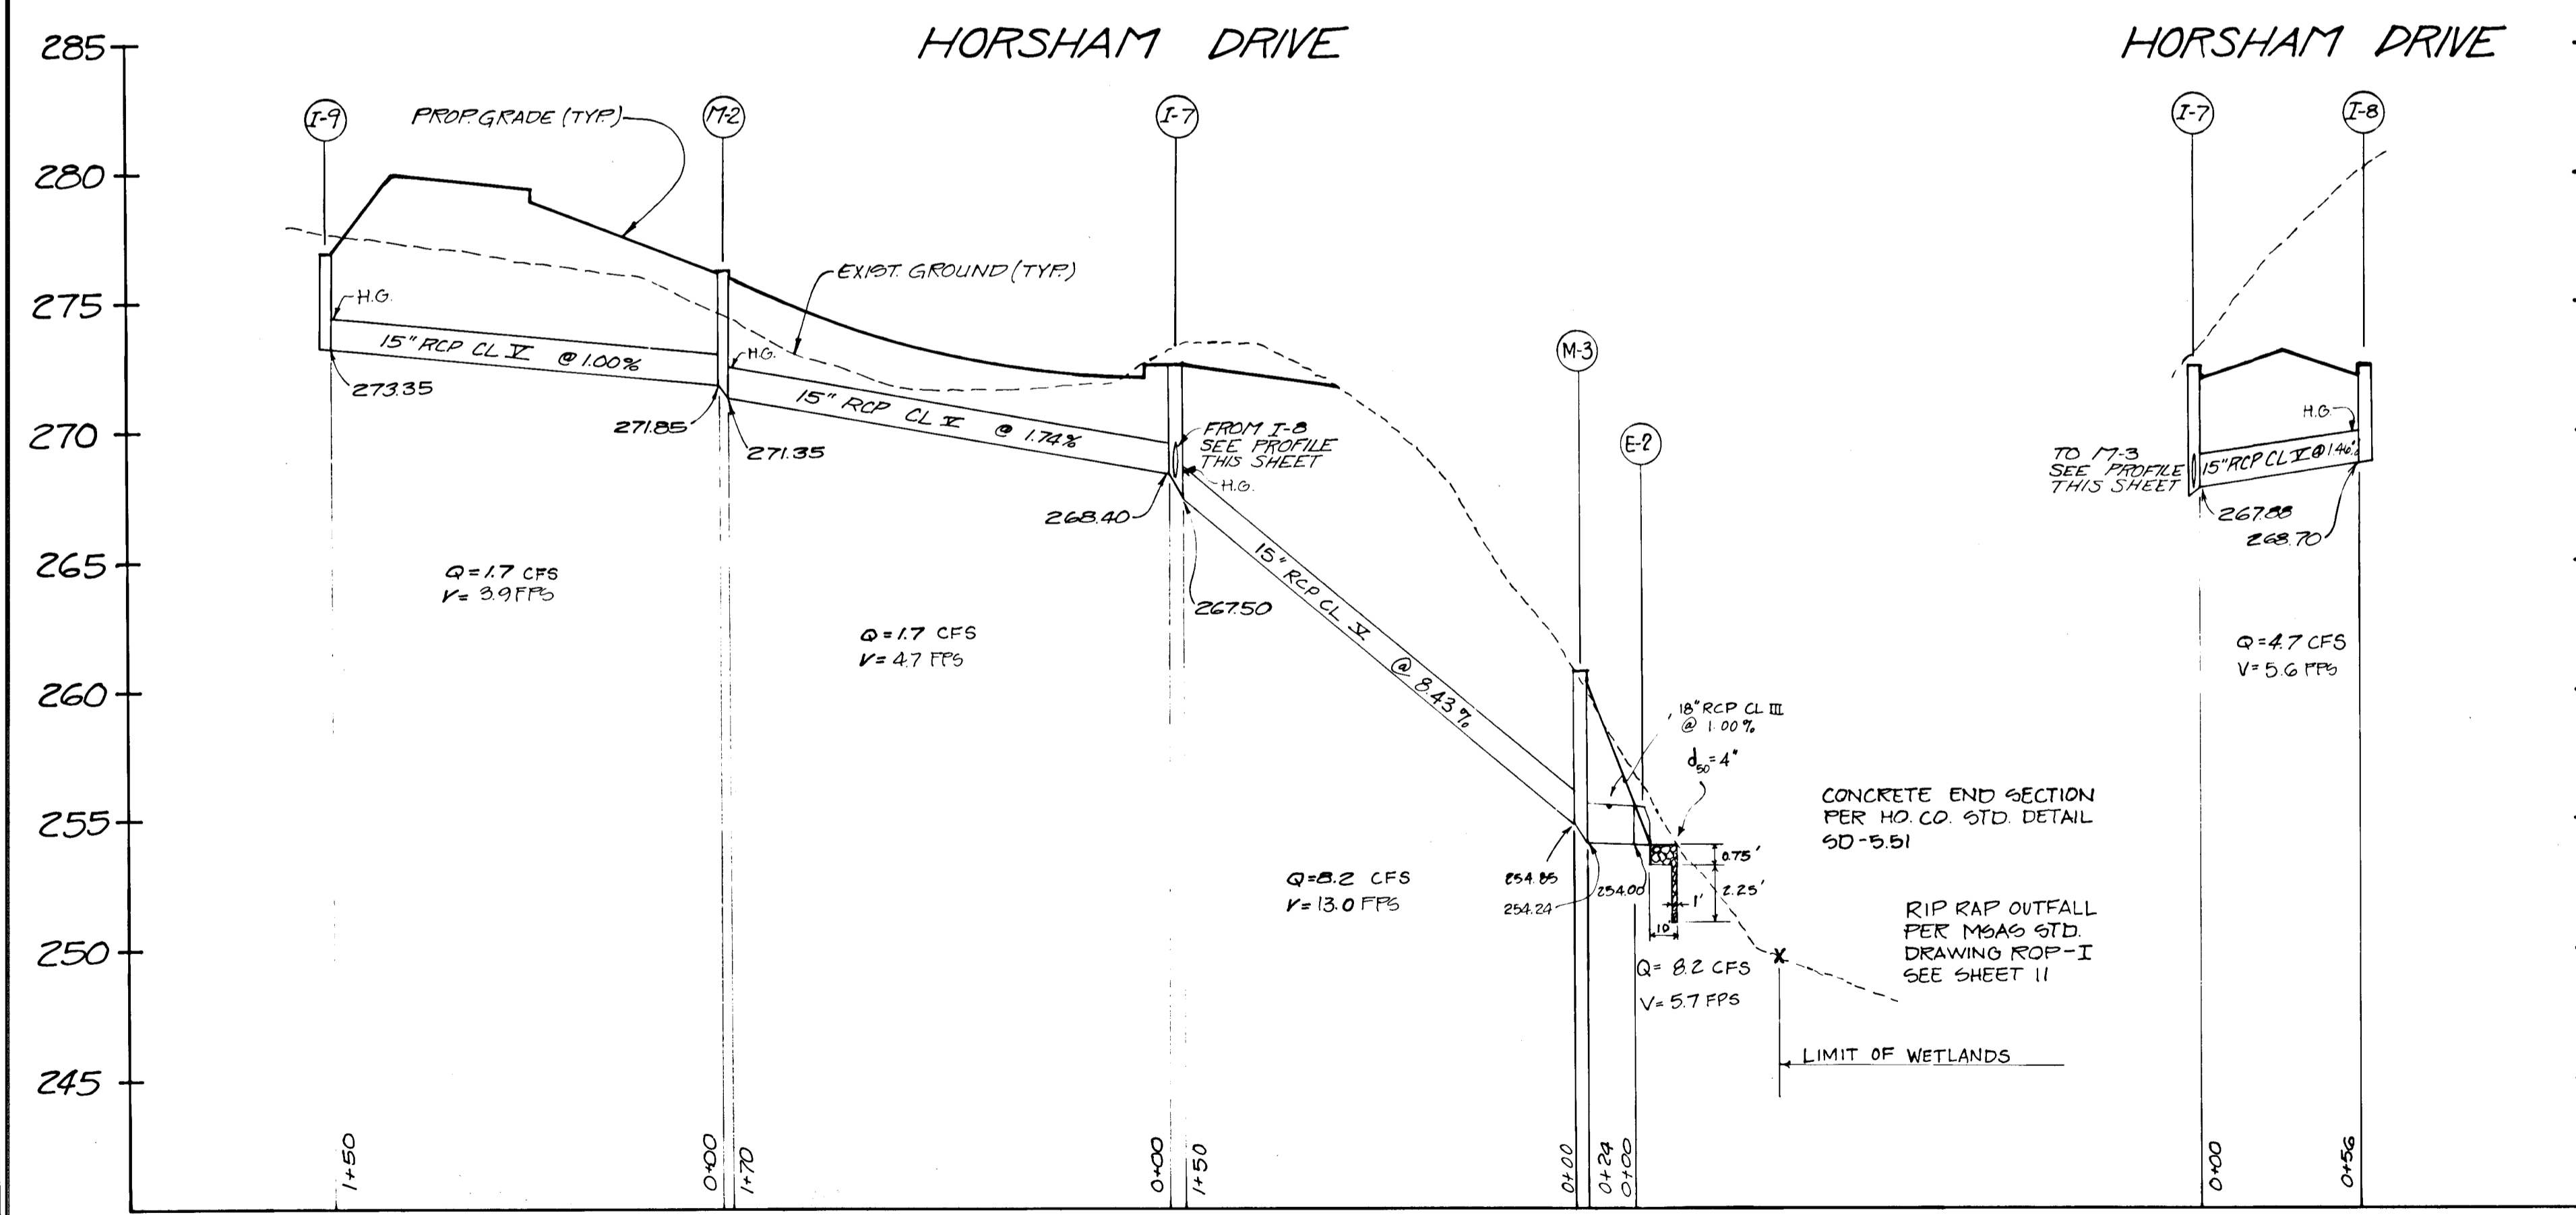 HORSHAM DRIVE
HORSHAM DRIVE
285
280
275
270
265
260
255
250
245
I-9
PROP. GRADE (TYP.)
M-2
I-7
M-3
E-2
I-7
I-8
EXIST. GROUND (TYP.)
H.G.
15" RCP CL V @ 1.00%
273.35
271.85
H.G.
15" RCP CL V @ 1.74%
271.35
268.40
FROM I-8
SEE PROFILE
THIS SHEET
H.G.
267.50
15" RCP CL V @ 8.43%
Q=1.7 CFS
V= 3.9 FPS
Q=1.7 CFS
V= 4.7 FPS
Q=8.2 CFS
V= 13.0 FPS
254.85
254.24
254.00
18" RCP CL III
@ 1.00%
d50=4"
0.75'
2.25'
1'
10'
Q= 8.2 CFS
V= 5.7 FPS
CONCRETE END SECTION
PER HO. CO. STD. DETAIL
SD-5.51
RIP RAP OUTFALL
PER MSAS STD.
DRAWING ROP-I
SEE SHEET 11
LIMIT OF WETLANDS
TO M-3
SEE PROFILE
THIS SHEET
H.G.
15" RCP CL V @ 1.46%
267.88
268.70
Q=4.7 CFS
V= 5.6 FPS
1+50
0+00
1+70
0+00
1+50
0+00
0+24
0+00
0+00
0+56